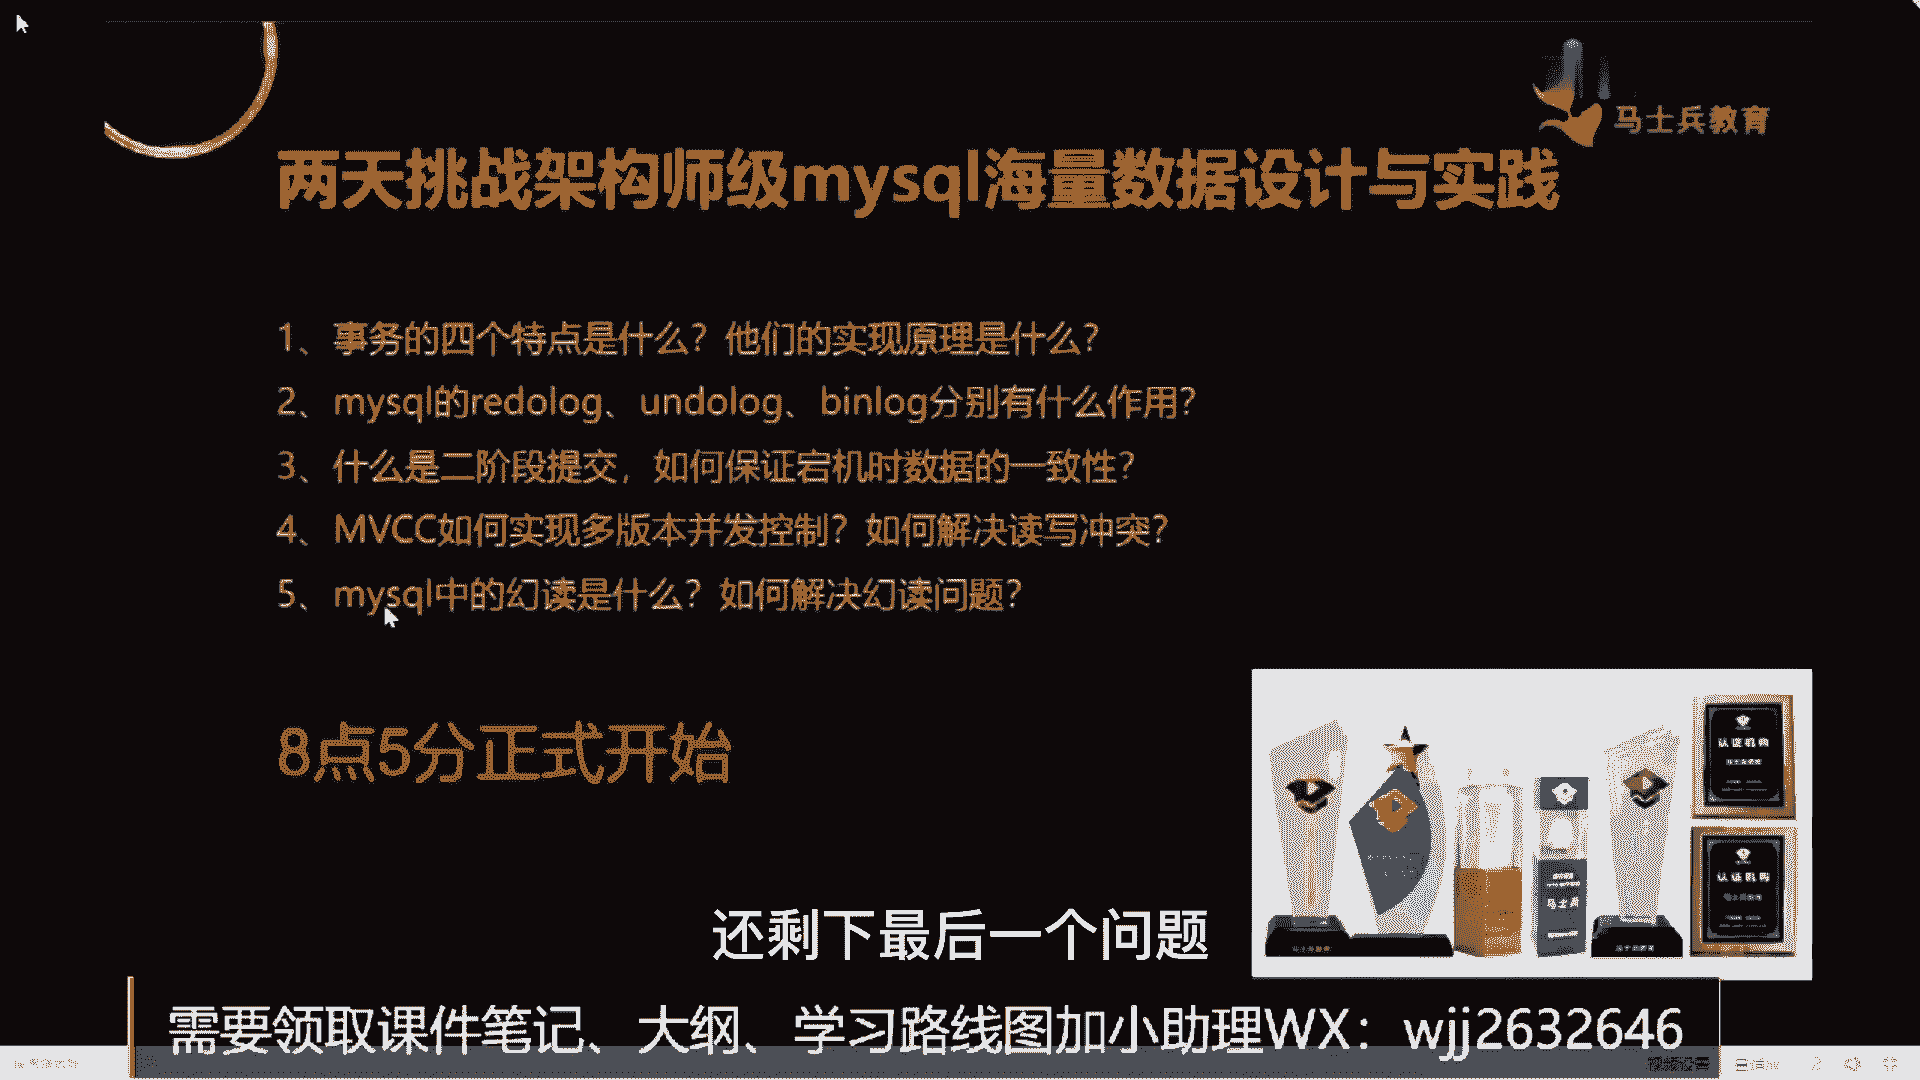 马士兵教育
两天挑战架构师级mysql海量数据设计与实践
1、事务的四个特点是什么？他们的实现原理是什么？
2、mysql的redolog、undolog、binlog分别有什么作用？
3、什么是二阶段提交，如何保证宕机时数据的一致性？
4、MVCC如何实现多版本并发控制？如何解决读写冲突？
5、mysql中的幻读是什么？如何解决幻读问题？
8点5分正式开始
认证机构
认证机构
马士兵
还剩下最后一个问题
需要领取课件笔记、大纲、学习路线图加小助理WX：wjj2632646